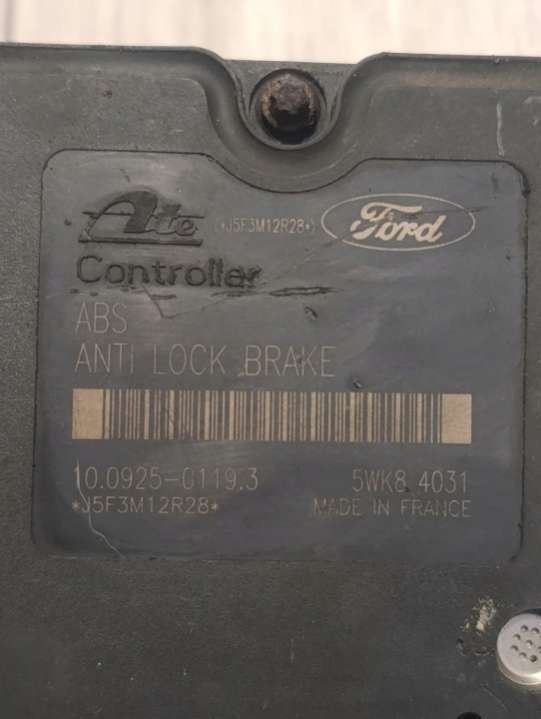 Ate *J5F3M12R28* Ford
Controller
ABS
ANTI LOCK BRAKE
10.0925-0119.3 5WK8 4031
*J5F3M12R28* MADE IN FRANCE